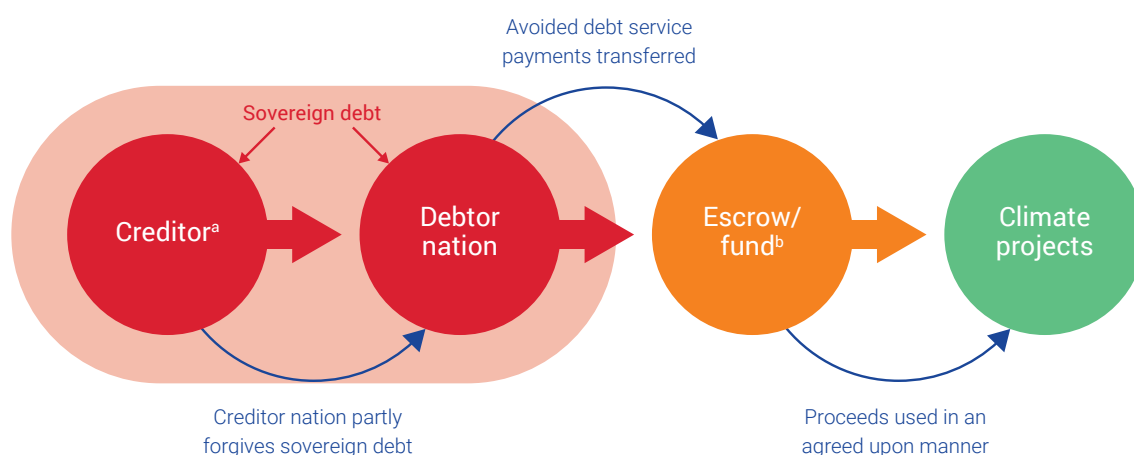 Avoided debt service
payments transferred
Sovereign debt
Creditorᵃ
Debtor
nation
Escrow/
fundᵇ
Climate
projects
Creditor nation partly
forgives sovereign debt
Proceeds used in an
agreed upon manner